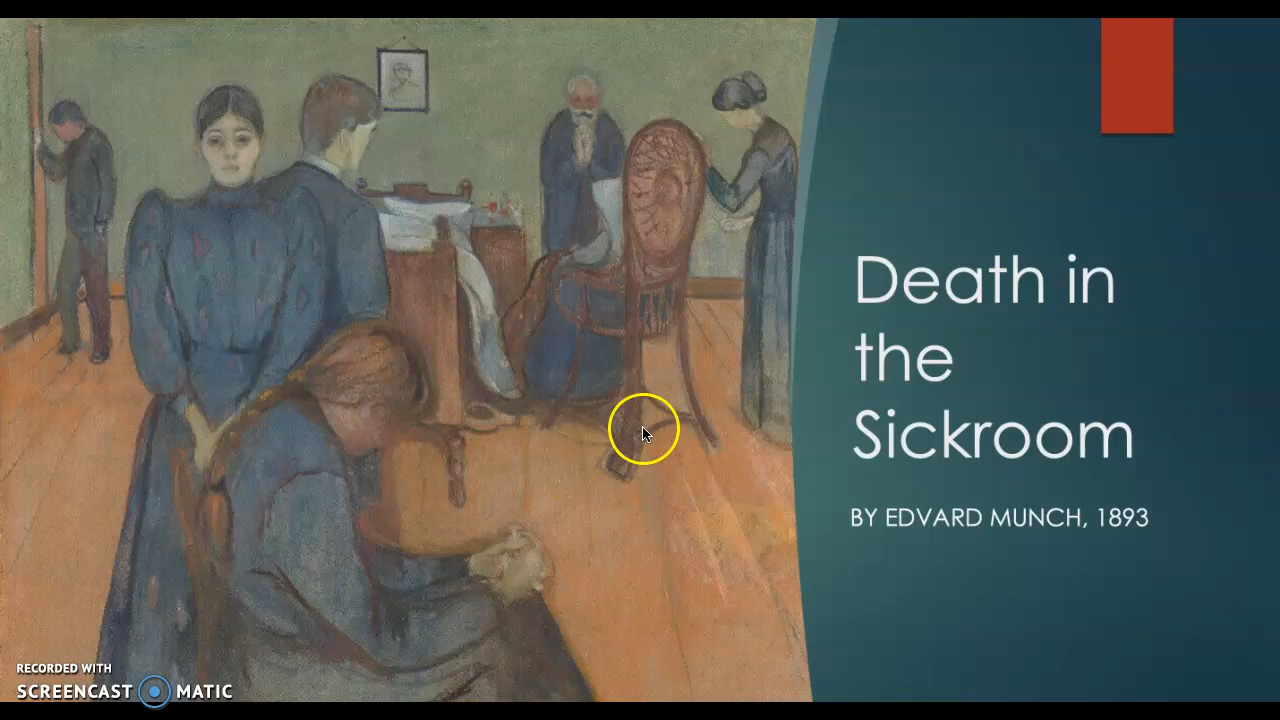 Death in
the
Sickroom
BY EDVARD MUNCH, 1893
RECORDED WITH
SCREENCAST MATIC